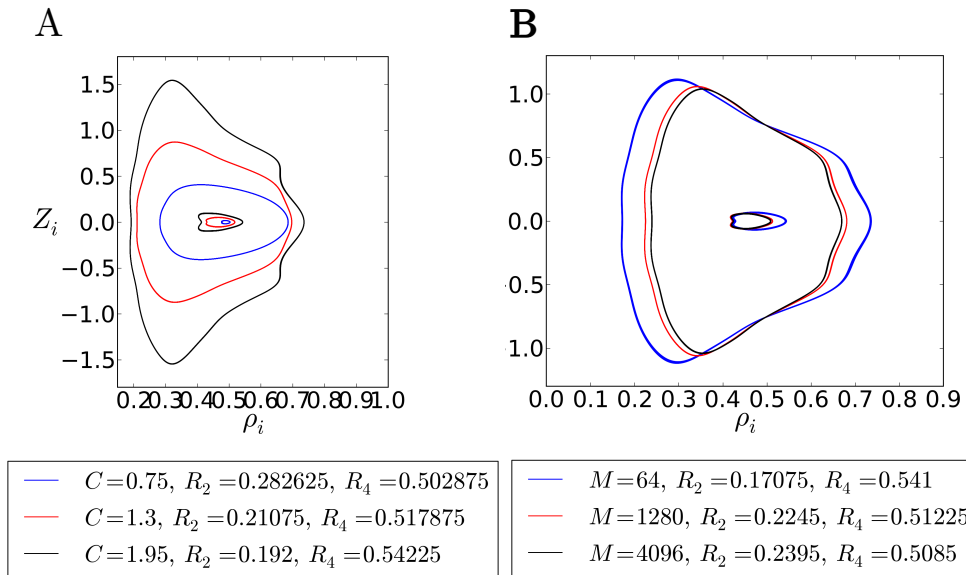 A
B
1.5
1.0
0.5
0.0
−0.5
−1.0
−1.5
Z_i
0.2 0.3 0.4 0.5 0.6 0.7 0.8 0.9 1.0
ρ_i
1.0
0.5
0.0
0.5
1.0
0.0 0.1 0.2 0.3 0.4 0.5 0.6 0.7 0.8 0.9
ρ_i
C=0.75, R_2=0.282625, R_4=0.502875
C=1.3, R_2=0.21075, R_4=0.517875
C=1.95, R_2=0.192, R_4=0.54225
M=64, R_2=0.17075, R_4=0.541
M=1280, R_2=0.2245, R_4=0.51225
M=4096, R_2=0.2395, R_4=0.5085